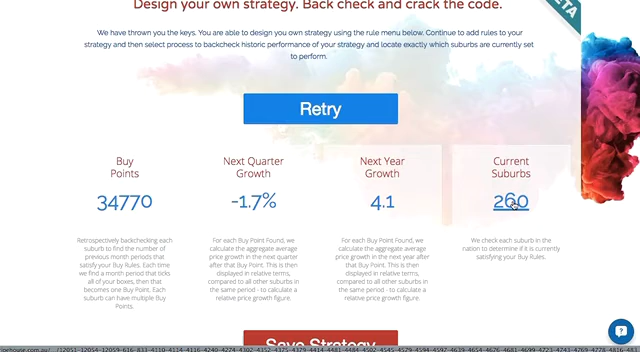 Design your own strategy. Back check and crack the code.
BETA
We have thrown you the keys. You are able to design you own strategy using the rule menu below. Continue to add rules to your
strategy and then select process to backcheck historic performance of your strategy and locate exactly which suburbs are currently set
to perform.
Retry
Buy
Points
34770
Retrospectively backchecking each
suburb to find the number of
previous month periods that
satisfy your Buy Rules. Each time
we find a month period that ticks
all of your boxes, then that
becomes one Buy Point. Each
suburb can have multiple Buy
Points.
Next Quarter
Growth
-1.7%
For each Buy Point Found, we
calculate the aggregate average
price growth in the next quarter
after that Buy Point. This is then
displayed in relative terms,
compared to all other suburbs in
the same period - to calculate a
relative price growth figure.
Next Year
Growth
4.1
For each Buy Point Found, we
calculate the aggregate average
price growth in the next year after
that Buy Point. This is then
displayed in relative terms,
compared to all other suburbs in
the same period - to calculate a
relative price growth figure.
Current
Suburbs
260
We check each suburb in the
nation to determine if it is currently
satisfying your Buy Rules.
Save Strategy